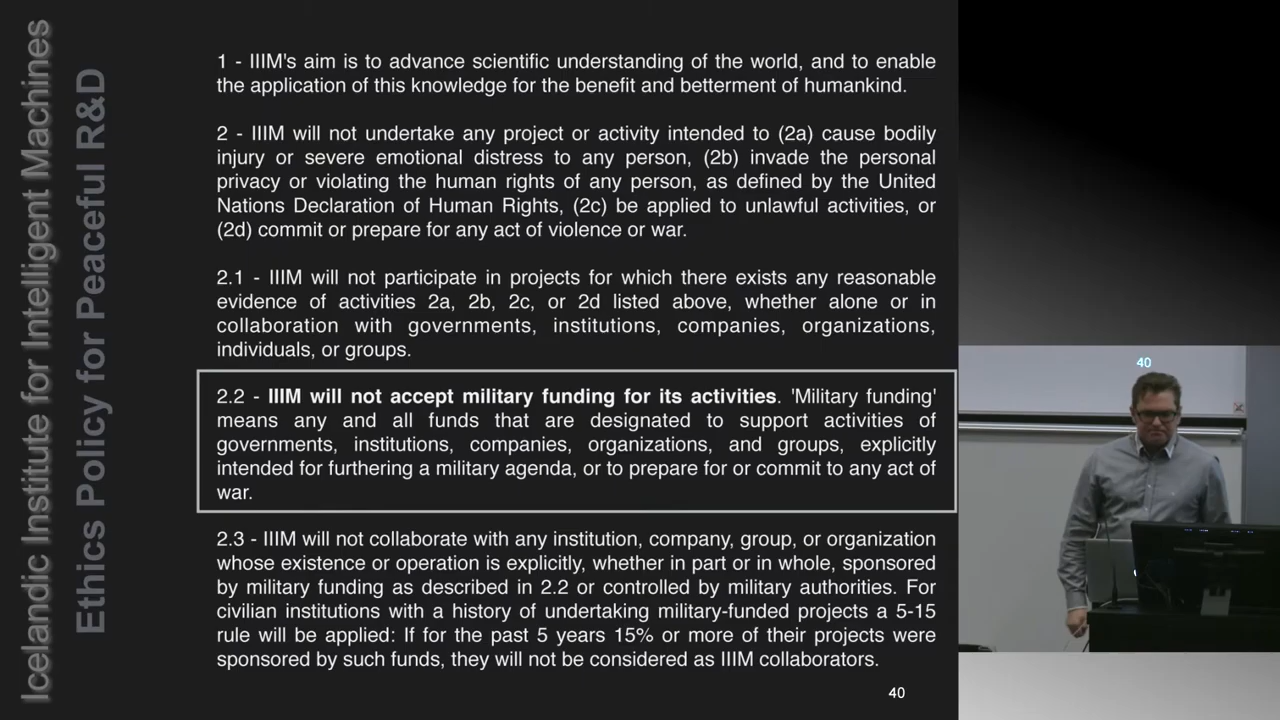 Icelandic Institute for Intelligent Machines
Ethics Policy for Peaceful R&D
1 - IIIM's aim is to advance scientific understanding of the world, and to enable
the application of this knowledge for the benefit and betterment of humankind.
2 - IIIM will not undertake any project or activity intended to (2a) cause bodily
injury or severe emotional distress to any person, (2b) invade the personal
privacy or violating the human rights of any person, as defined by the United
Nations Declaration of Human Rights, (2c) be applied to unlawful activities, or
(2d) commit or prepare for any act of violence or war.
2.1 - IIIM will not participate in projects for which there exists any reasonable
evidence of activities 2a, 2b, 2c, or 2d listed above, whether alone or in
collaboration with governments, institutions, companies, organizations,
individuals, or groups.
2.2 - IIIM will not accept military funding for its activities. 'Military funding'
means any and all funds that are designated to support activities of
governments, institutions, companies, organizations, and groups, explicitly
intended for furthering a military agenda, or to prepare for or commit to any act of
war.
2.3 - IIIM will not collaborate with any institution, company, group, or organization
whose existence or operation is explicitly, whether in part or in whole, sponsored
by military funding as described in 2.2 or controlled by military authorities. For
civilian institutions with a history of undertaking military-funded projects a 5-15
rule will be applied: If for the past 5 years 15% or more of their projects were
sponsored by such funds, they will not be considered as IIIM collaborators.
40
40